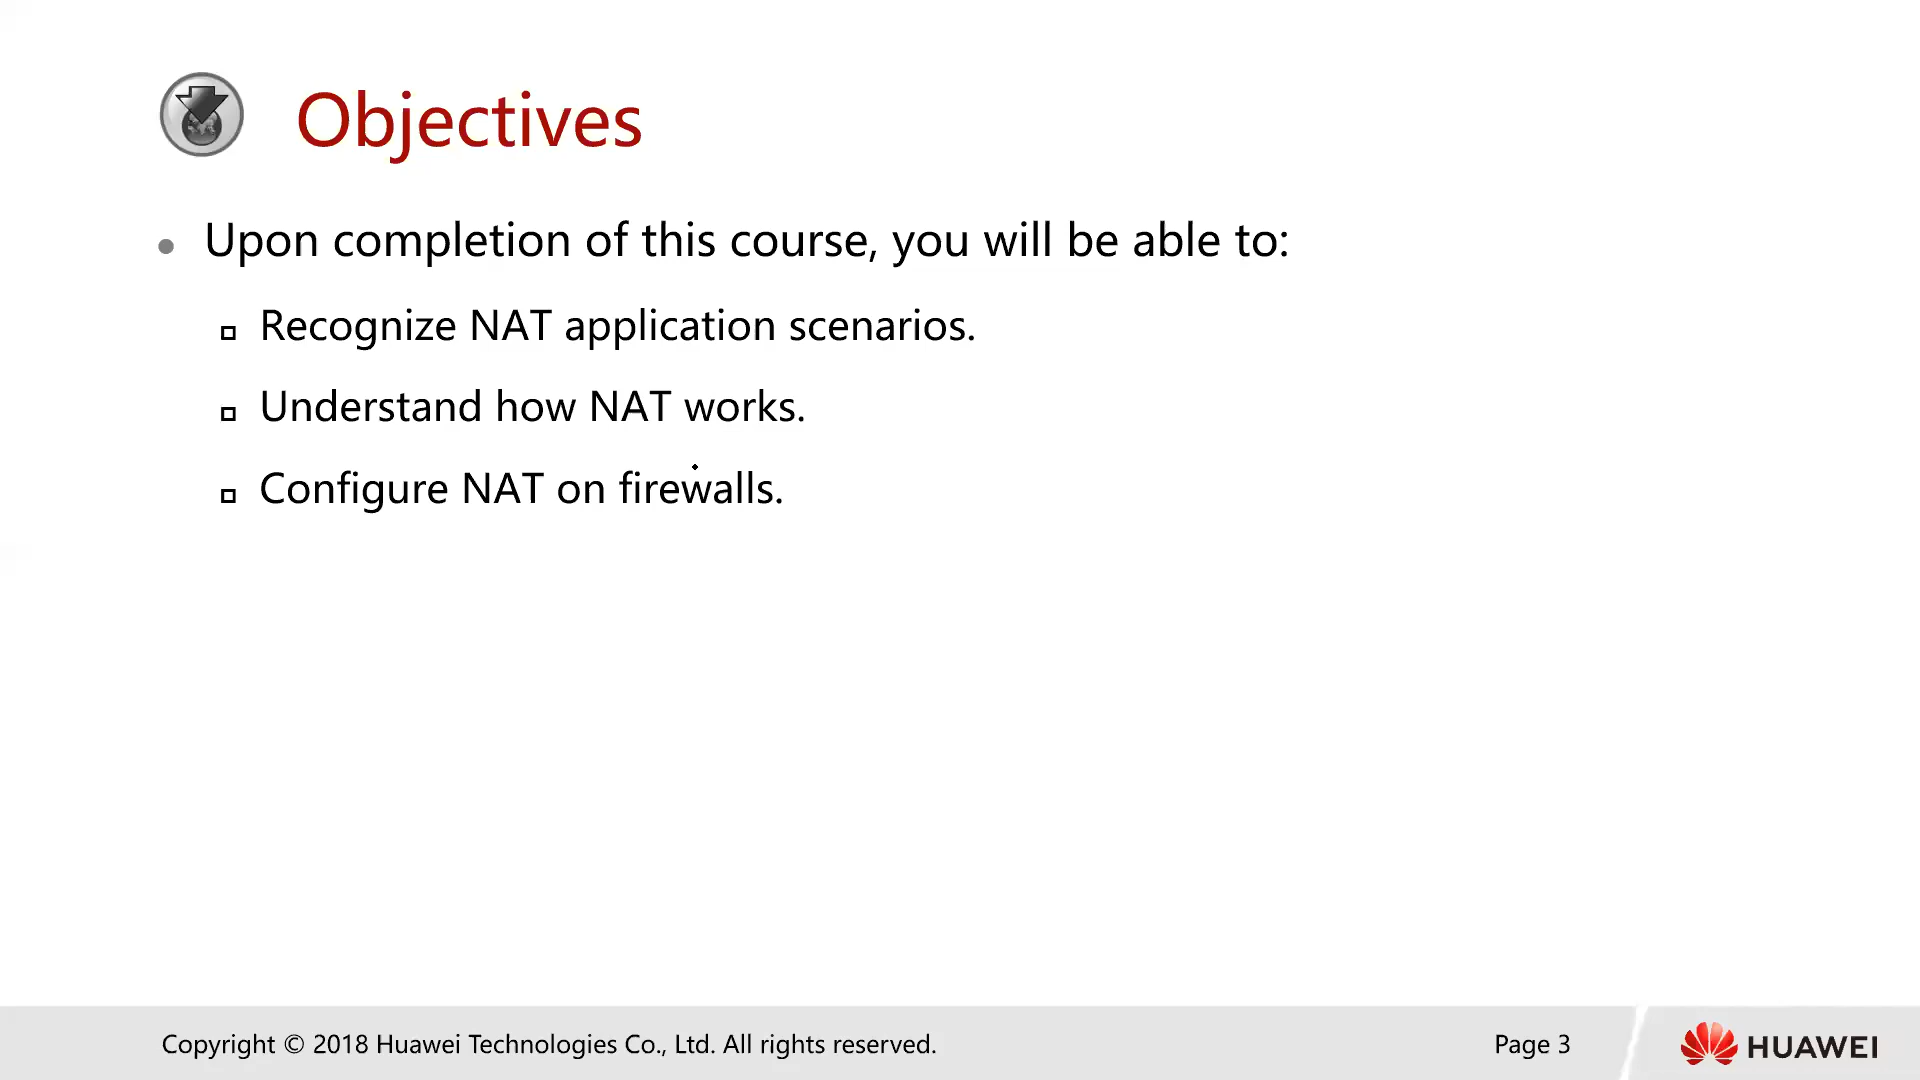 Objectives
Upon completion of this course, you will be able to:
Recognize NAT application scenarios.
Understand how NAT works.
Configure NAT on firewalls.
Copyright © 2018 Huawei Technologies Co., Ltd. All rights reserved.
Page 3
HUAWEI